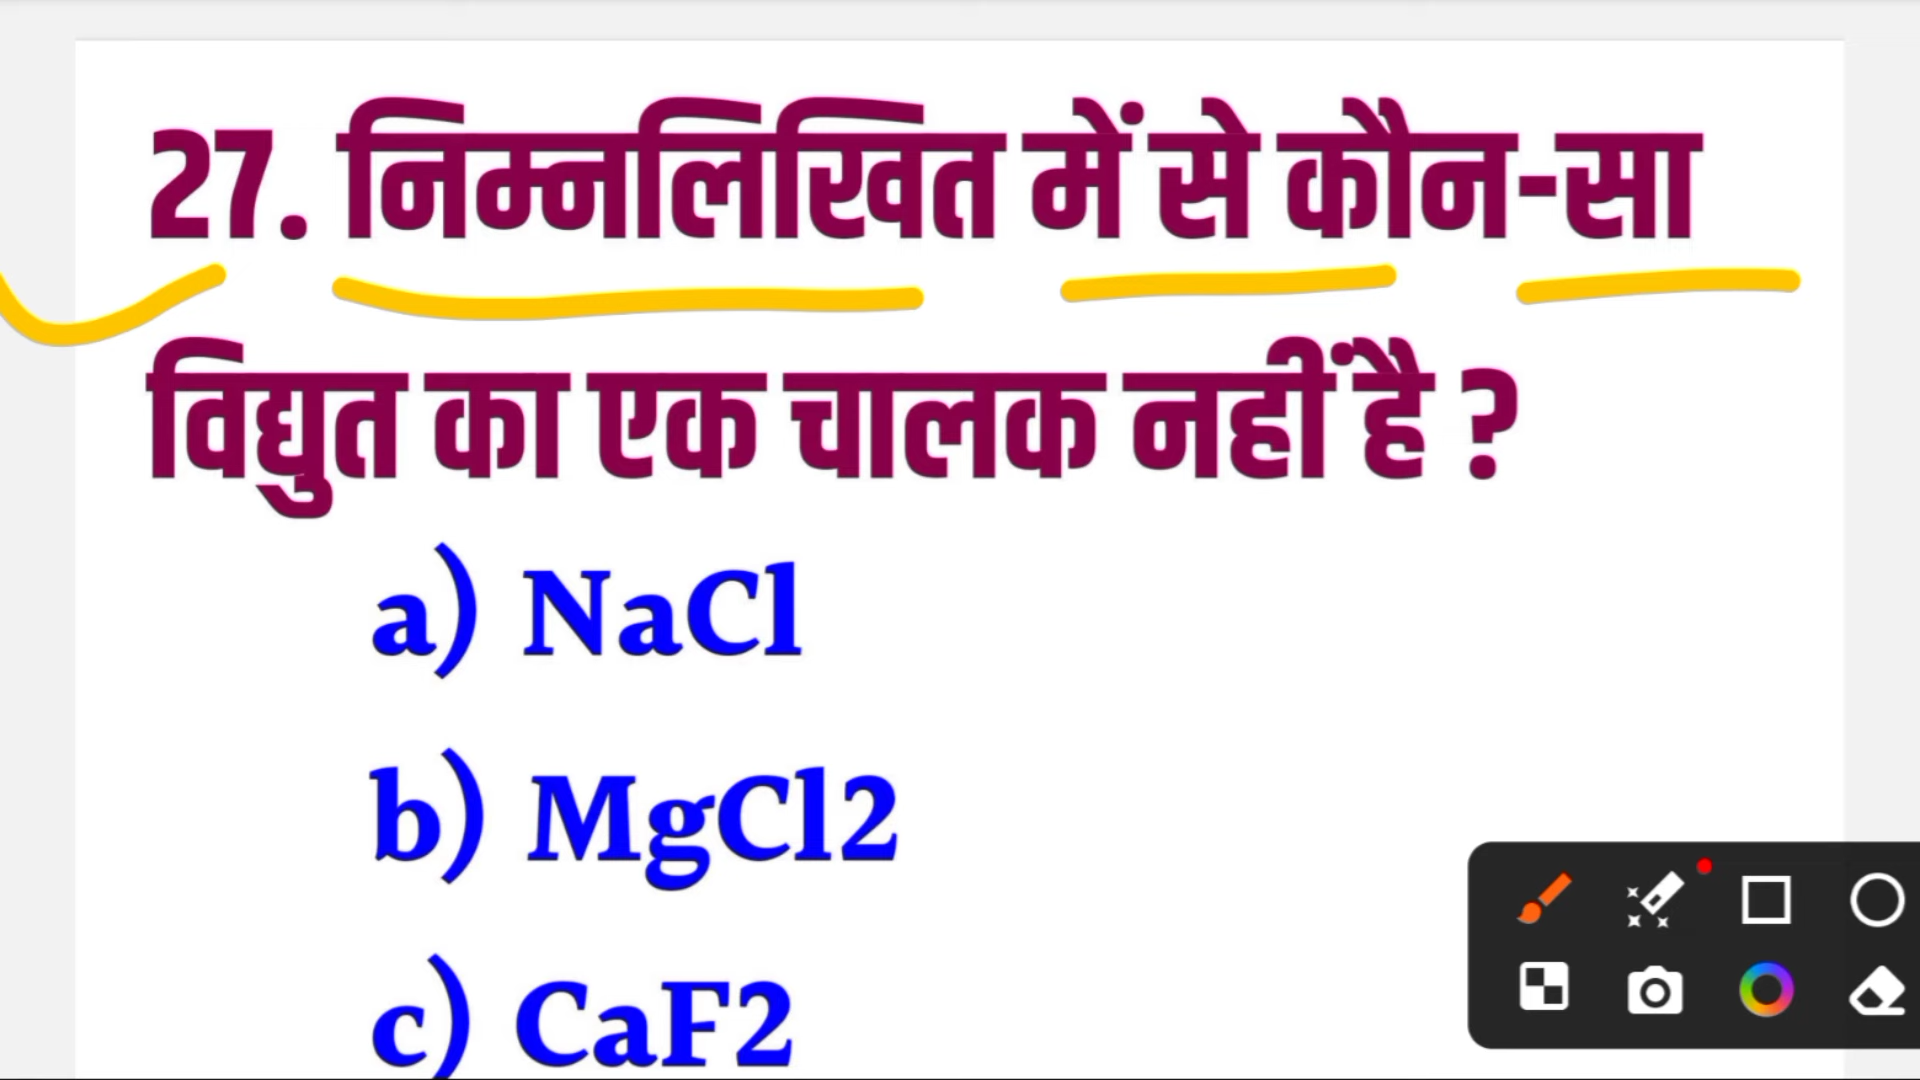 27. निम्नलिखित में से कौन-सा
विद्युत का एक चालक नहीं है ?
a) NaCl
b) MgCl2
c) CaF2